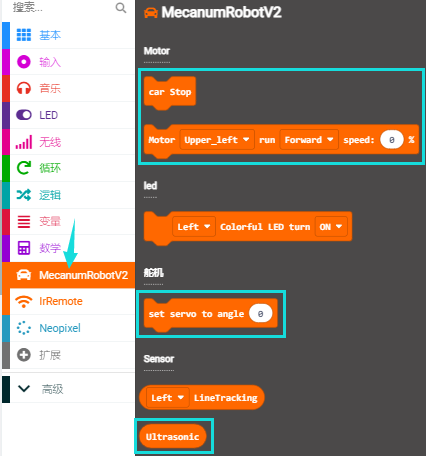 搜索...
基本
输入
音乐
LED
无线
循环
逻辑
变量
数学
MecanumRobotV2
IrRemote
Neopixel
扩展
高级
MecanumRobotV2
Motor
car Stop
Motor Upper_left run Forward speed: 0 %
led
Left Colorful LED turn ON
舵机
set servo to angle 0
Sensor
Left LineTracking
Ultrasonic